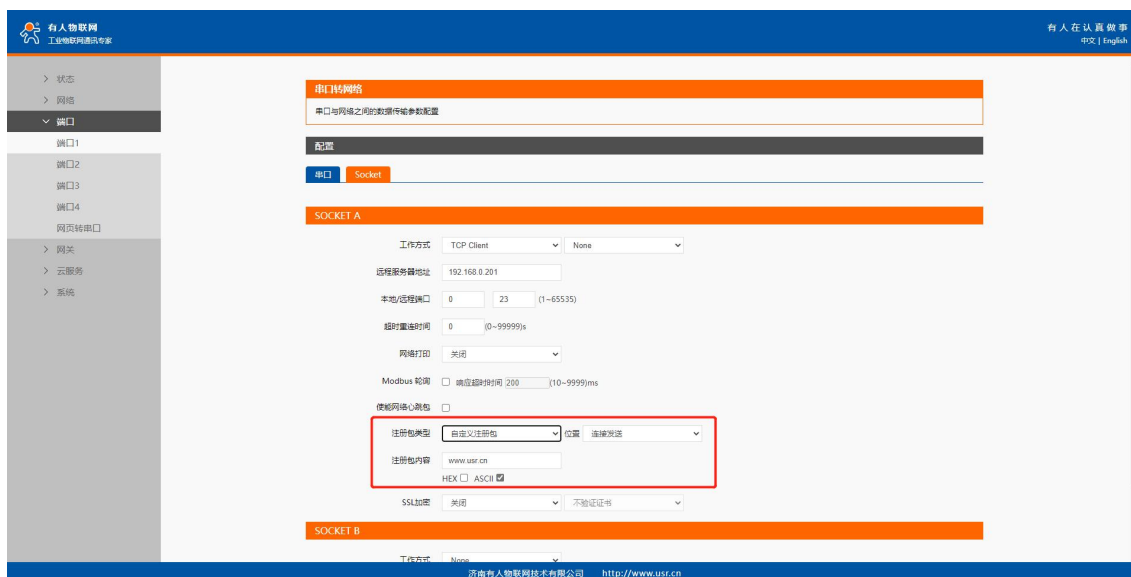 有人物联网
工业物联网通讯专家
有人在认真做事
中文 | English
状态
网络
端口
端口1
端口2
端口3
端口4
网页转串口
网关
云服务
系统
串口转网络
串口与网络之间的数据传输参数配置
配置
串口 Socket
SOCKET A
工作方式 TCP Client None
远程服务器地址 192.168.0.201
本地/远程端口 0 23 (1~65535)
超时重连时间 0 (0~99999)s
网络打印 关闭
Modbus 轮询 响应超时时间 200 (10~9999)ms
使能网络心跳包
注册包类型 自定义注册包 位置 连接发送
注册包内容 www.usr.cn
HEX ASCII
SSL加密 关闭 不验证证书
SOCKET B
工作方式 None
济南有人物联网技术有限公司 http://www.usr.cn